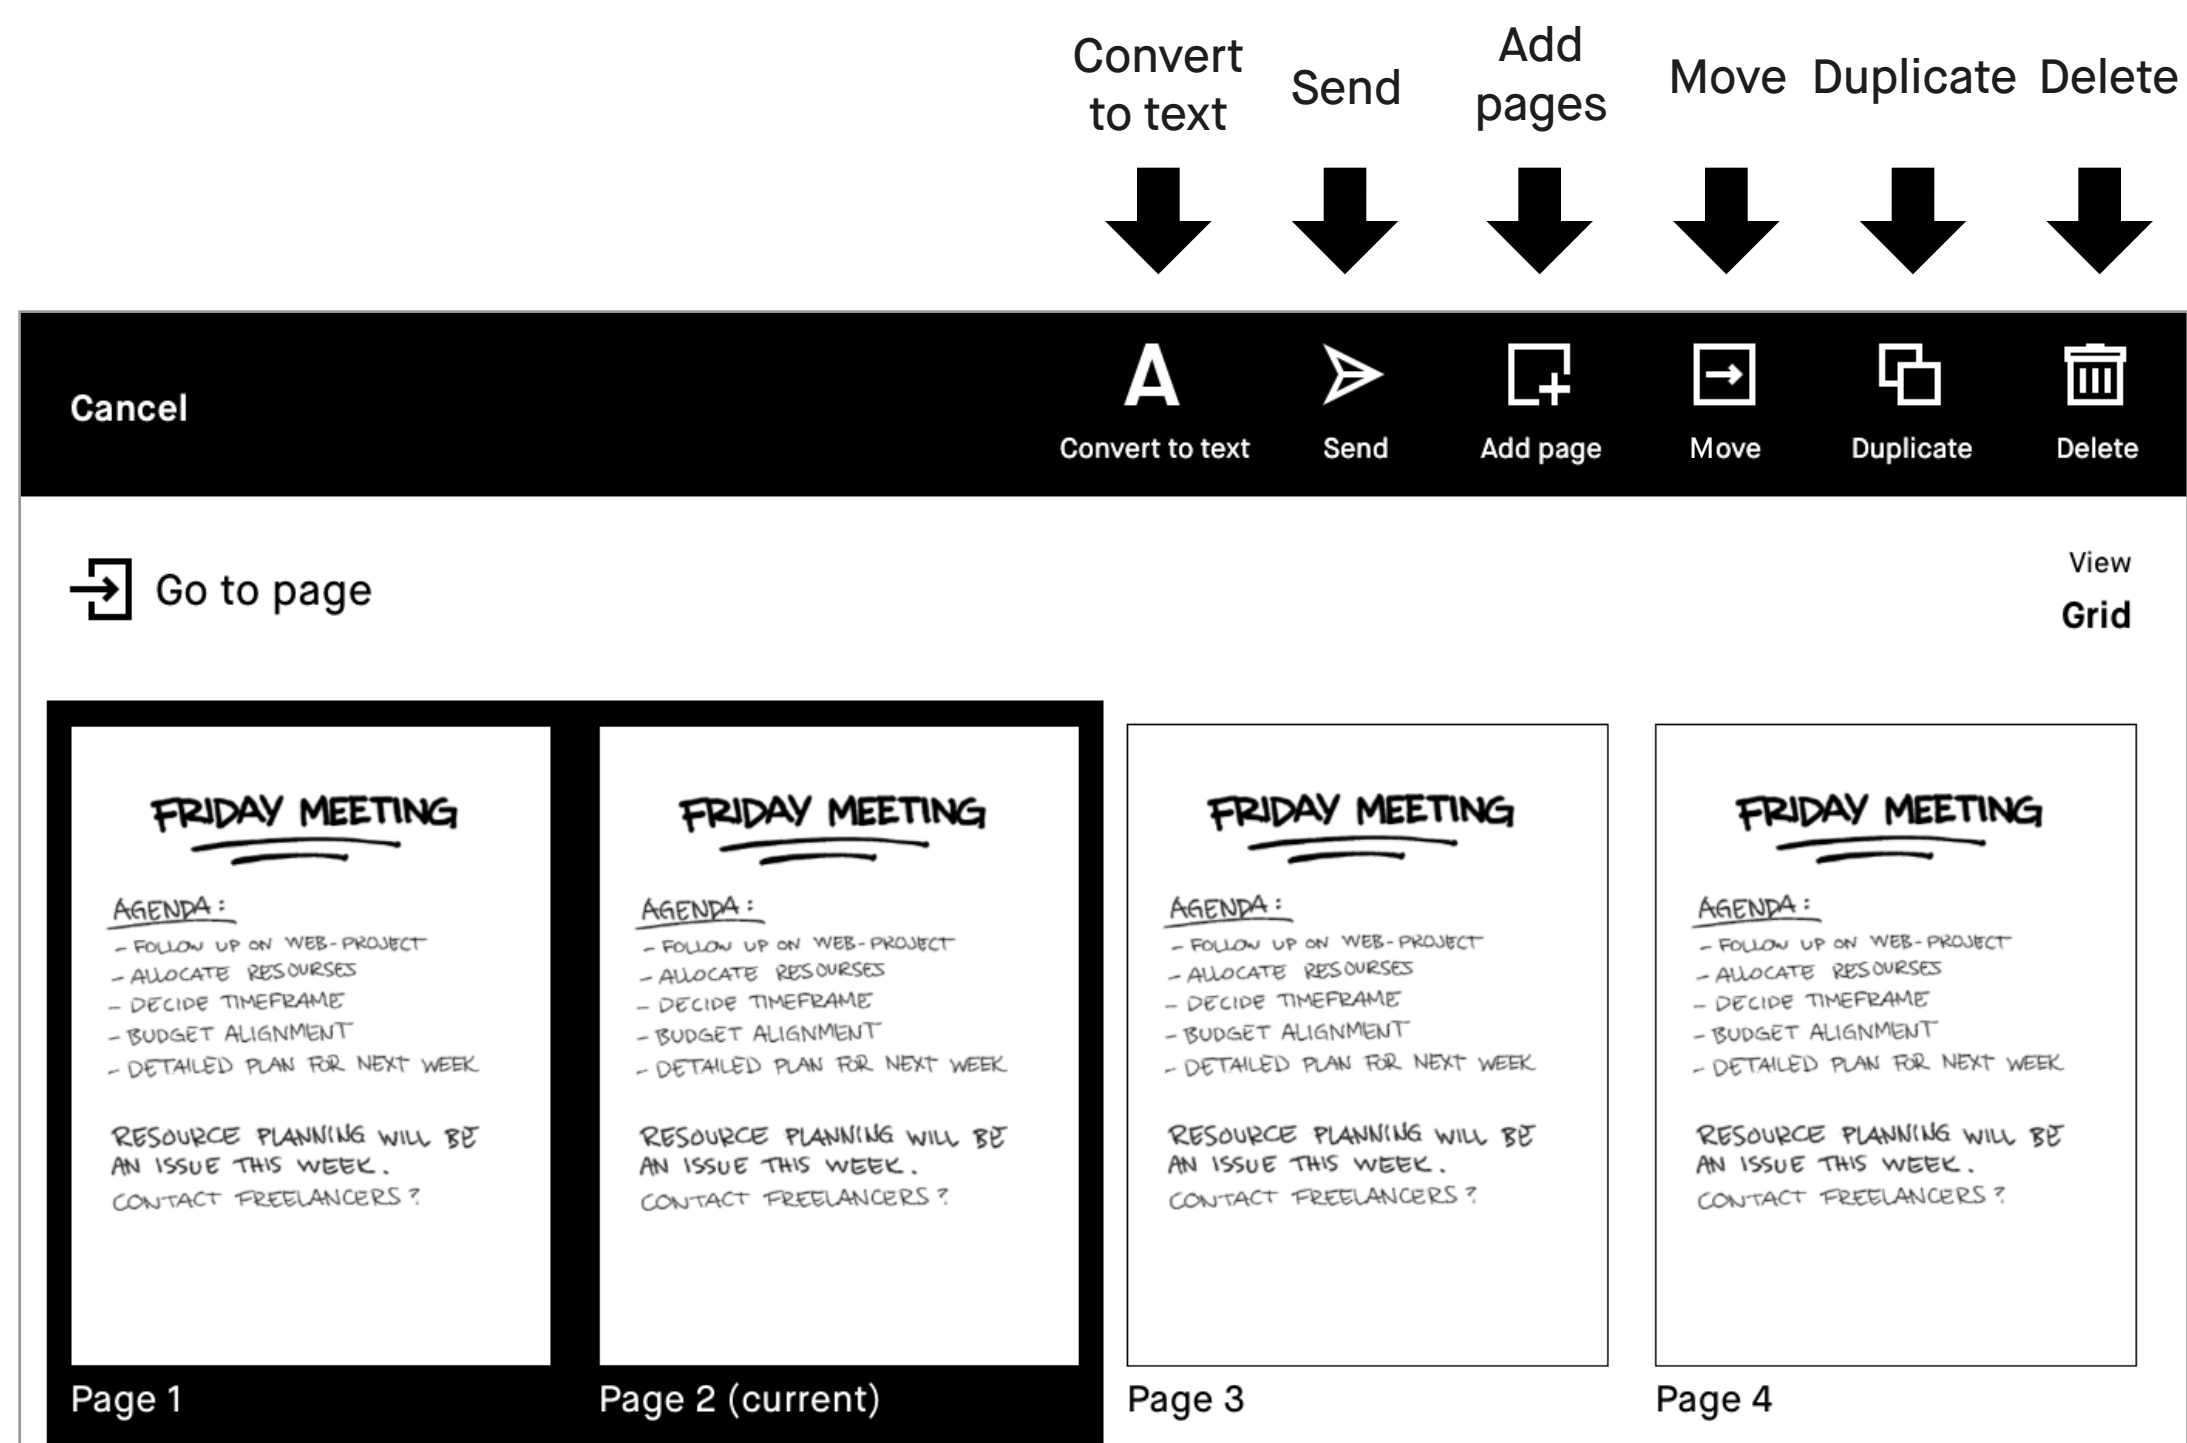 Convert
to text
Send
Add
pages
Move
Duplicate
Delete
Cancel
A
Convert to text
Send
Add page
Move
Duplicate
Delete
Go to page
View
Grid
FRIDAY MEETING
AGENDA:
- FOLLOW UP ON WEB-PROJECT
- ALLOCATE RESOURSES
- DECIDE TIMEFRAME
- BUDGET ALIGNMENT
- DETAILED PLAN FOR NEXT WEEK
RESOURCE PLANNING WILL BE
AN ISSUE THIS WEEK.
CONTACT FREELANCERS?
Page 1
FRIDAY MEETING
AGENDA:
- FOLLOW UP ON WEB-PROJECT
- ALLOCATE RESOURSES
- DECIDE TIMEFRAME
- BUDGET ALIGNMENT
- DETAILED PLAN FOR NEXT WEEK
RESOURCE PLANNING WILL BE
AN ISSUE THIS WEEK.
CONTACT FREELANCERS?
Page 2 (current)
FRIDAY MEETING
AGENDA:
- FOLLOW UP ON WEB-PROJECT
- ALLOCATE RESOURSES
- DECIDE TIMEFRAME
- BUDGET ALIGNMENT
- DETAILED PLAN FOR NEXT WEEK
RESOURCE PLANNING WILL BE
AN ISSUE THIS WEEK.
CONTACT FREELANCERS?
Page 3
FRIDAY MEETING
AGENDA:
- FOLLOW UP ON WEB-PROJECT
- ALLOCATE RESOURSES
- DECIDE TIMEFRAME
- BUDGET ALIGNMENT
- DETAILED PLAN FOR NEXT WEEK
RESOURCE PLANNING WILL BE
AN ISSUE THIS WEEK.
CONTACT FREELANCERS?
Page 4